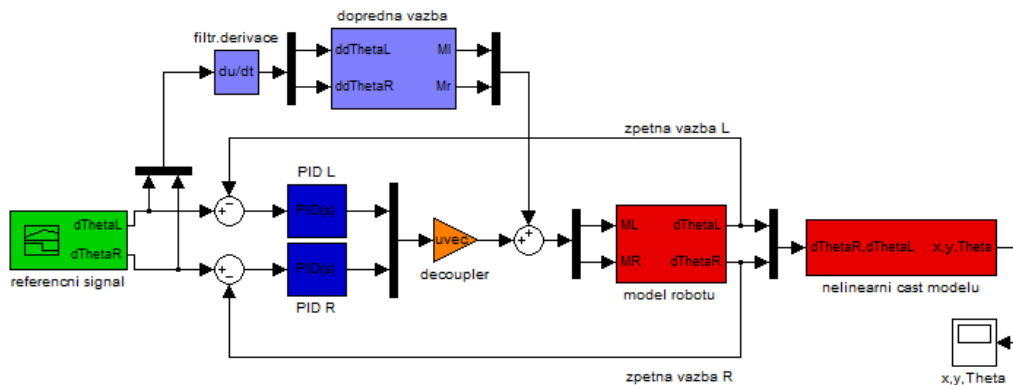 dopredna vazba
filtr.derivace
du/dt
ddThetaL
Ml
ddThetaR
Mr
zpetna vazba L
PID L
PID(s)
dThetaL
dThetaR
referencni signal
PID(s)
PID R
uvec
decoupler
ML
dThetaL
MR
dThetaR
model robotu
dThetaR,dThetaL
x,y,Theta
nelinearni cast modelu
zpetna vazba R
x,y,Theta